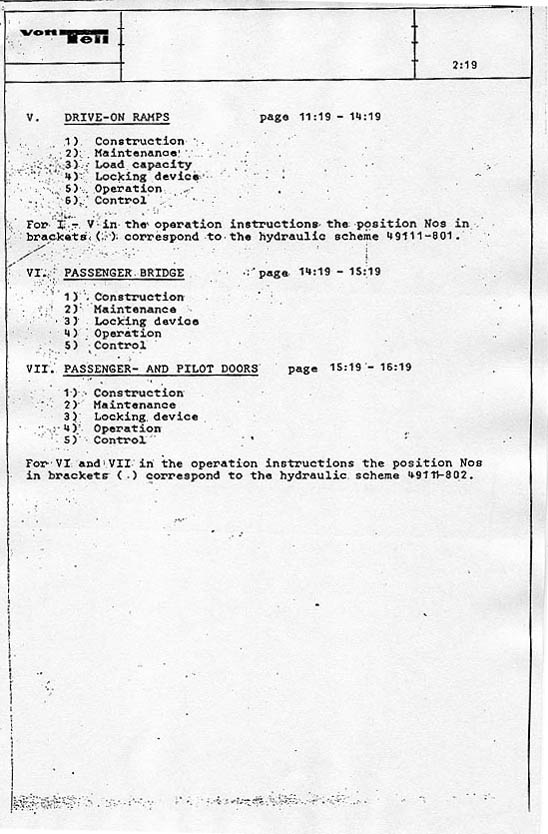 von
Tell
2:19
V. DRIVE-ON RAMPS page 11:19 - 14:19
1) Construction
2) Maintenance
3) Load capacity
4) Locking device
5) Operation
6) Control
For I - V in the operation instructions the position Nos in
brackets ( ) correspond to the hydraulic scheme 49111-801.
VI. PASSENGER BRIDGE page 14:19 - 15:19
1) Construction
2) Maintenance
3) Locking device
4) Operation
5) Control
VII. PASSENGER- AND PILOT DOORS page 15:19 - 16:19
1) Construction
2) Maintenance
3) Locking device
4) Operation
5) Control
For VI and VII in the operation instructions the position Nos
in brackets ( ) correspond to the hydraulic scheme 49111-802.